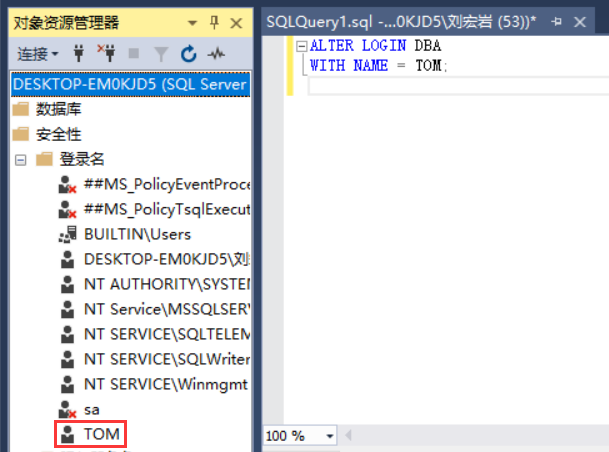 对象资源管理器
连接
DESKTOP-EM0KJD5 (SQL Server
数据库
安全性
登录名
##MS_PolicyEventProce
##MS_PolicyTsqlExecut
BUILTIN\Users
DESKTOP-EM0KJD5\刘
NT AUTHORITY\SYSTEM
NT Service\MSSQLSER
NT SERVICE\SQLTELEM
NT SERVICE\SQLWriter
NT SERVICE\Winmgmt
sa
TOM
SQLQuery1.sql -...0KJD5\刘宏岩 (53))*
ALTER LOGIN DBA
WITH NAME = TOM;
100 %